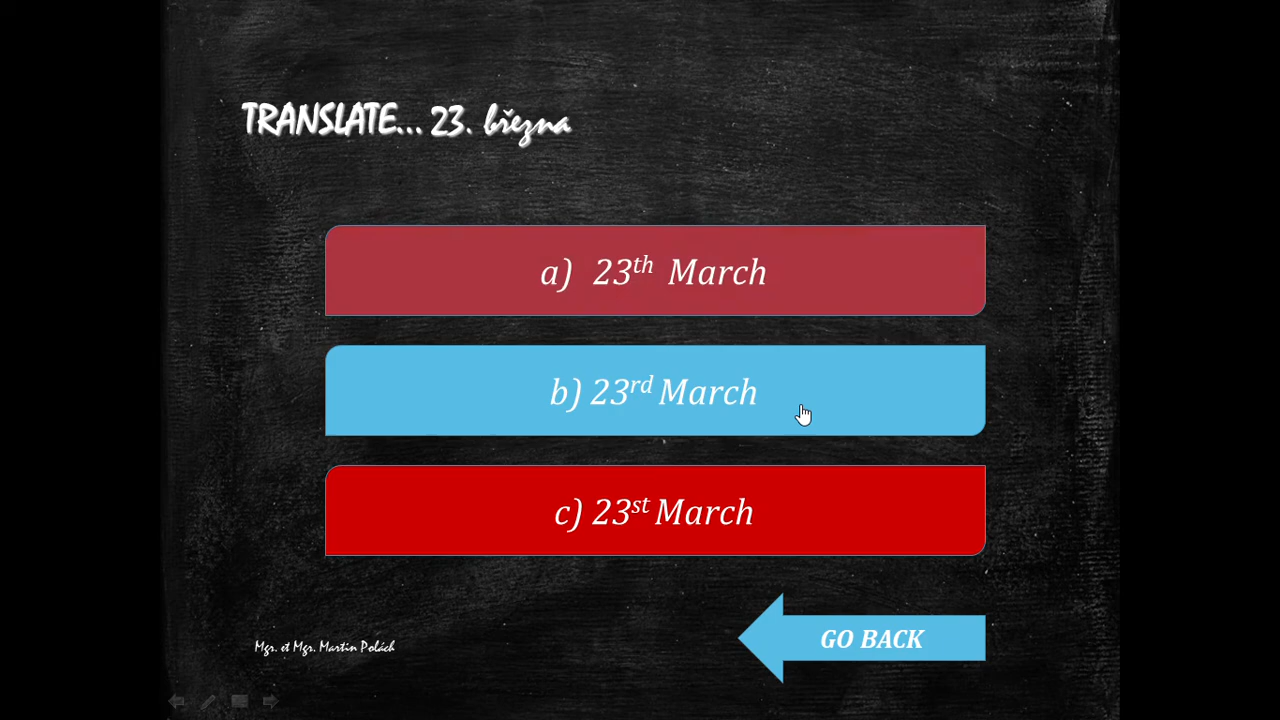 TRANSLATE... 23. března
a) 23th March
b) 23rd March
c) 23st March
GO BACK
Mgr. et Mgr. Martin Polách